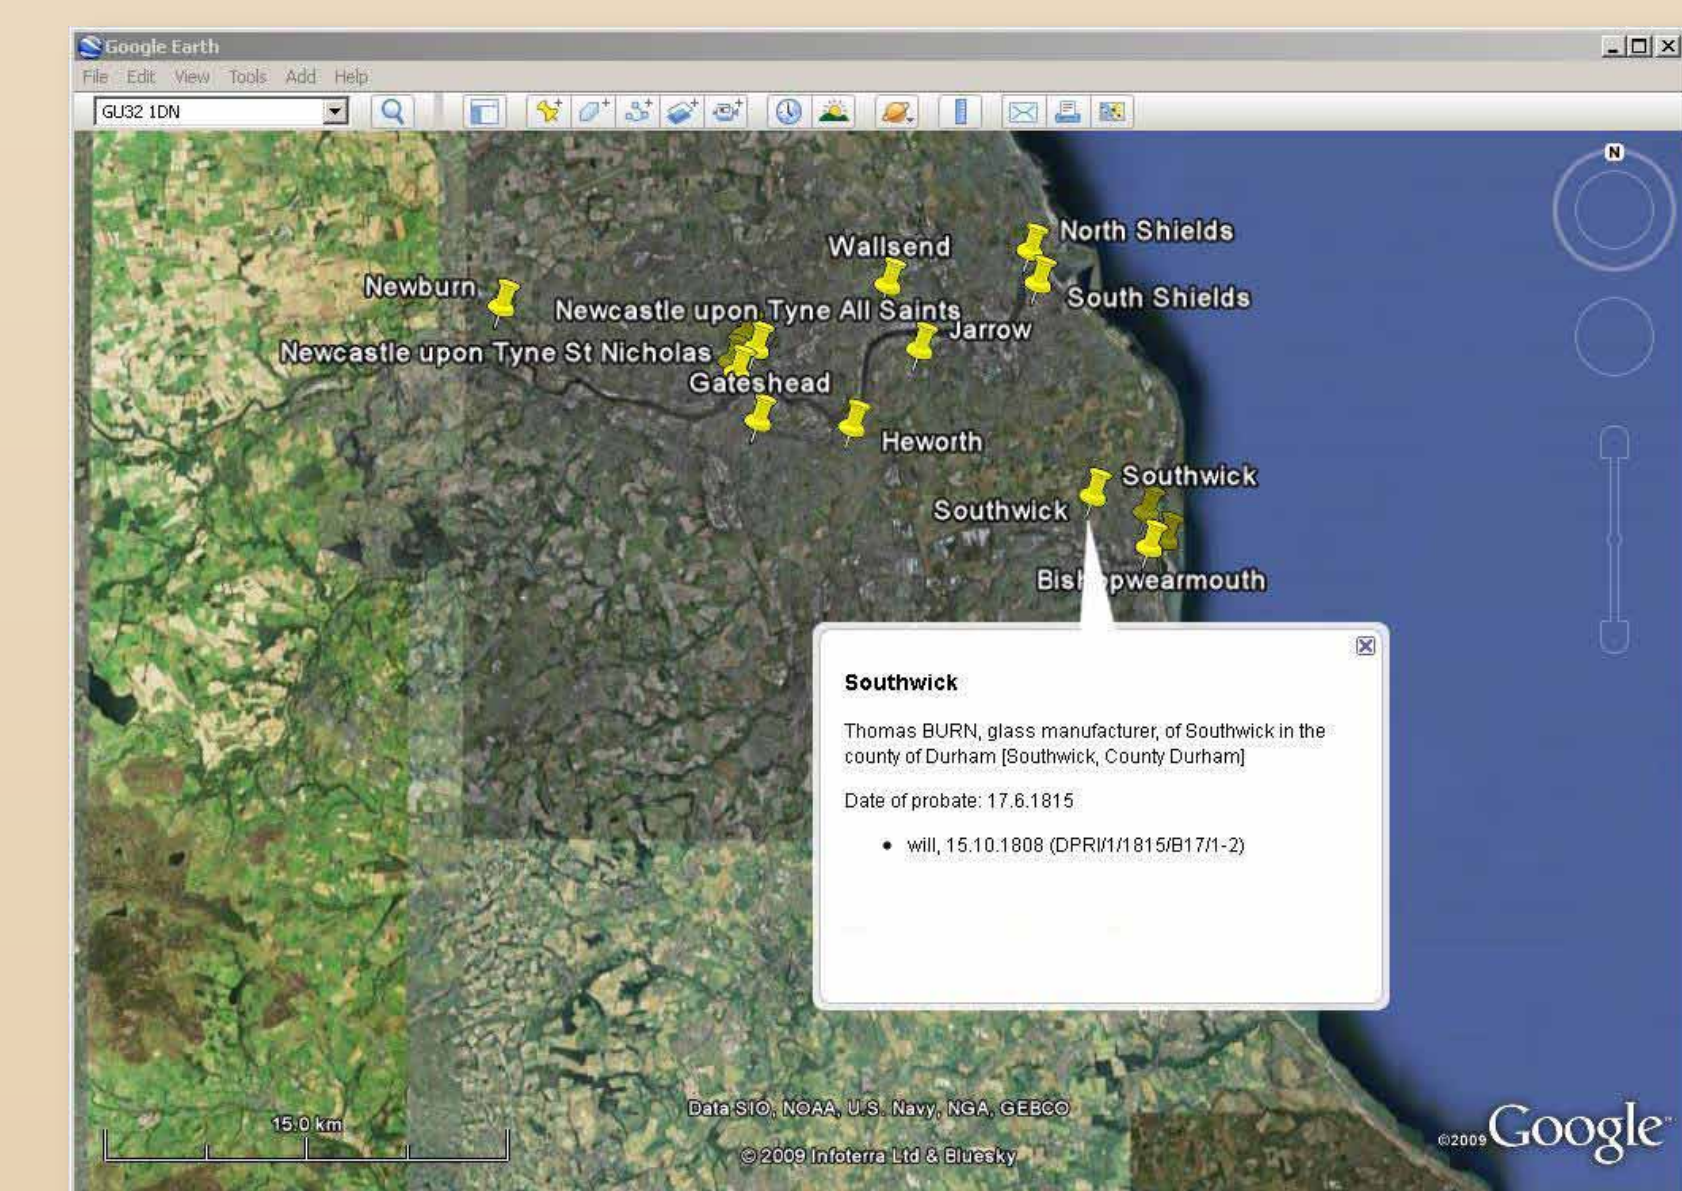 Google Earth
File Edit View Tools Add Help
GU32 1DN
N
North Shields
Wallsend
Newburn
South Shields
Newcastle upon Tyne All Saints
Jarrow
Newcastle upon Tyne St Nicholas
Gateshead
Heworth
Southwick
Southwick
Bishopwearmouth
Southwick
Thomas BURN, glass manufacturer, of Southwick in the
county of Durham [Southwick, County Durham]
Date of probate: 17.6.1815
• will, 15.10.1808 (DPRI/1/1815/B17/1-2)
Data SIO, NOAA, U.S. Navy, NGA, GEBCO
15.0 km
©2009 Google™
© 2009 Infoterra Ltd & Bluesky